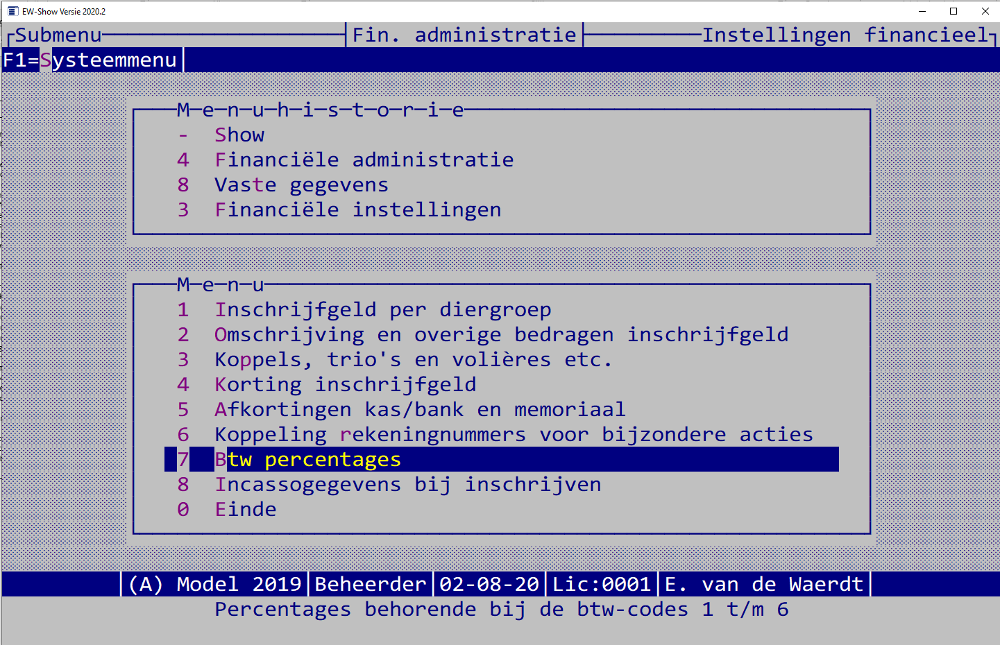 EW-Show Versie 2020.2
Submenu Fin. administratie Instellingen financieel
F1=Systeemmenu
Menuhistorie
- Show
4 Financiële administratie
8 Vaste gegevens
3 Financiële instellingen
Menu
1 Inschrijfgeld per diergroep
2 Omschrijving en overige bedragen inschrijfgeld
3 Koppels, trio's en volières etc.
4 Korting inschrijfgeld
5 Afkortingen kas/bank en memoriaal
6 Koppeling rekeningnummers voor bijzondere acties
7 Btw percentages
8 Incassogegevens bij inschrijven
0 Einde
(A) Model 2019 Beheerder 02-08-20 Lic:0001 E. van de Waerdt
Percentages behorende bij de btw-codes 1 t/m 6